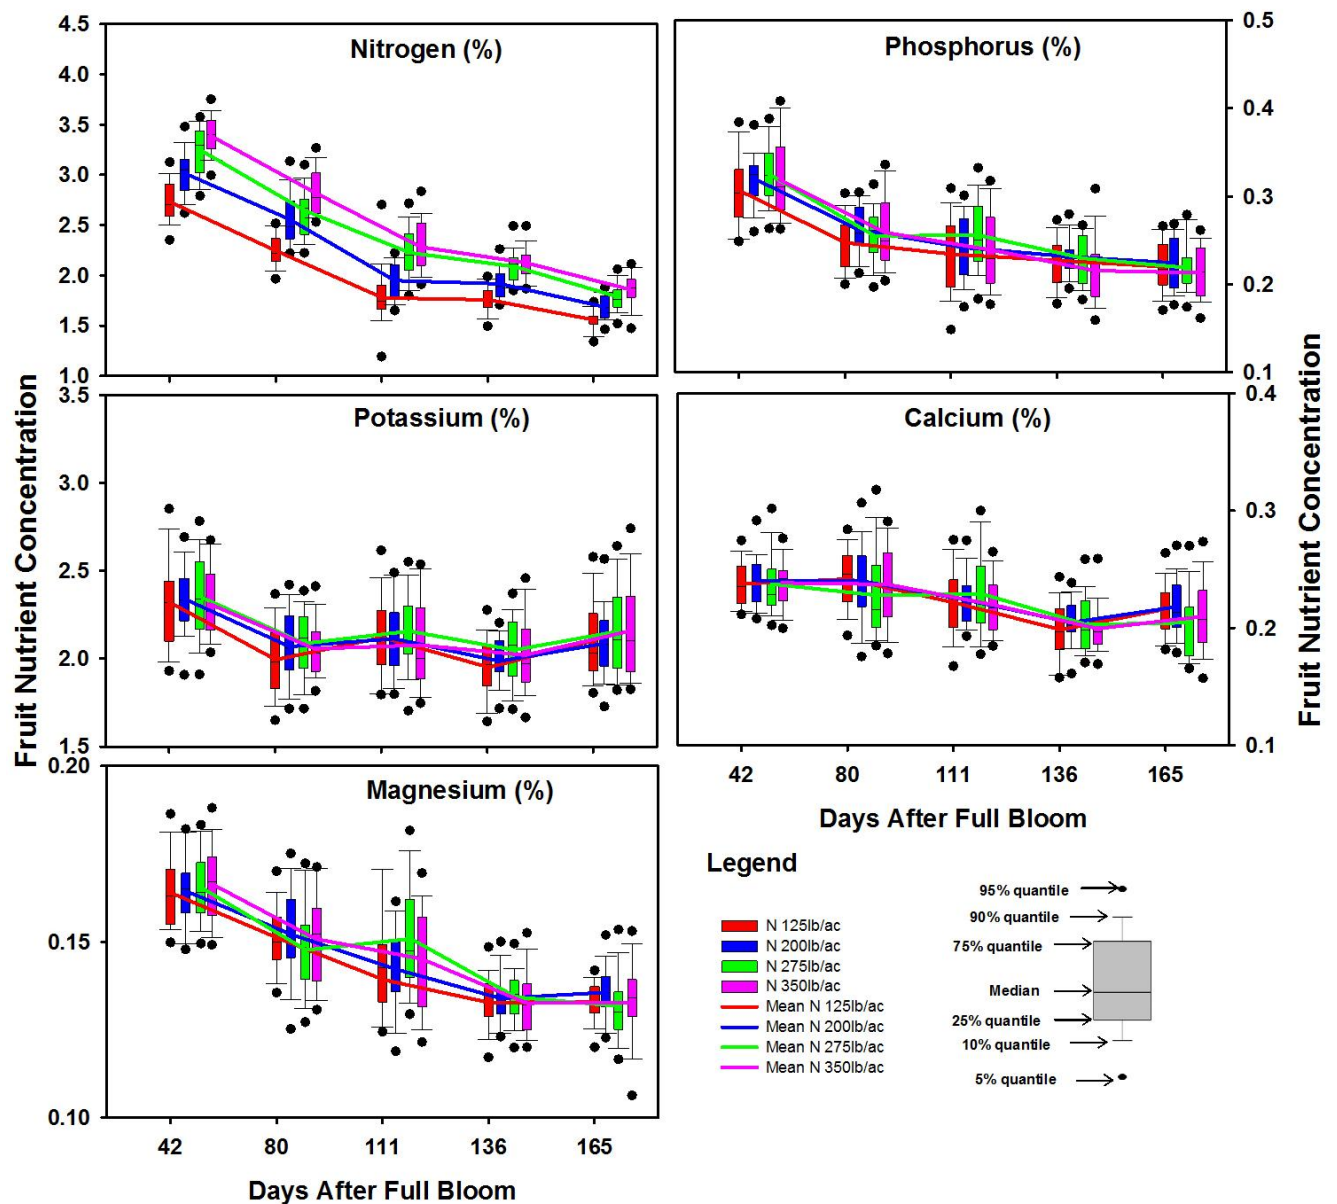 Nitrogen (%)
4.5
4.0
3.5
3.0
2.5
2.0
1.5
1.0
Phosphorus (%)
0.5
0.4
0.3
0.2
0.1
Potassium (%)
3.5
3.0
2.5
2.0
1.5
Calcium (%)
0.4
0.3
0.2
0.1
42 80 111 136 165
Days After Full Bloom
Fruit Nutrient Concentration
Fruit Nutrient Concentration
Magnesium (%)
0.20
0.15
0.10
42 80 111 136 165
Days After Full Bloom
Legend
N 125lb/ac
N 200lb/ac
N 275lb/ac
N 350lb/ac
Mean N 125lb/ac
Mean N 200lb/ac
Mean N 275lb/ac
Mean N 350lb/ac
95% quantile
90% quantile
75% quantile
Median
25% quantile
10% quantile
5% quantile